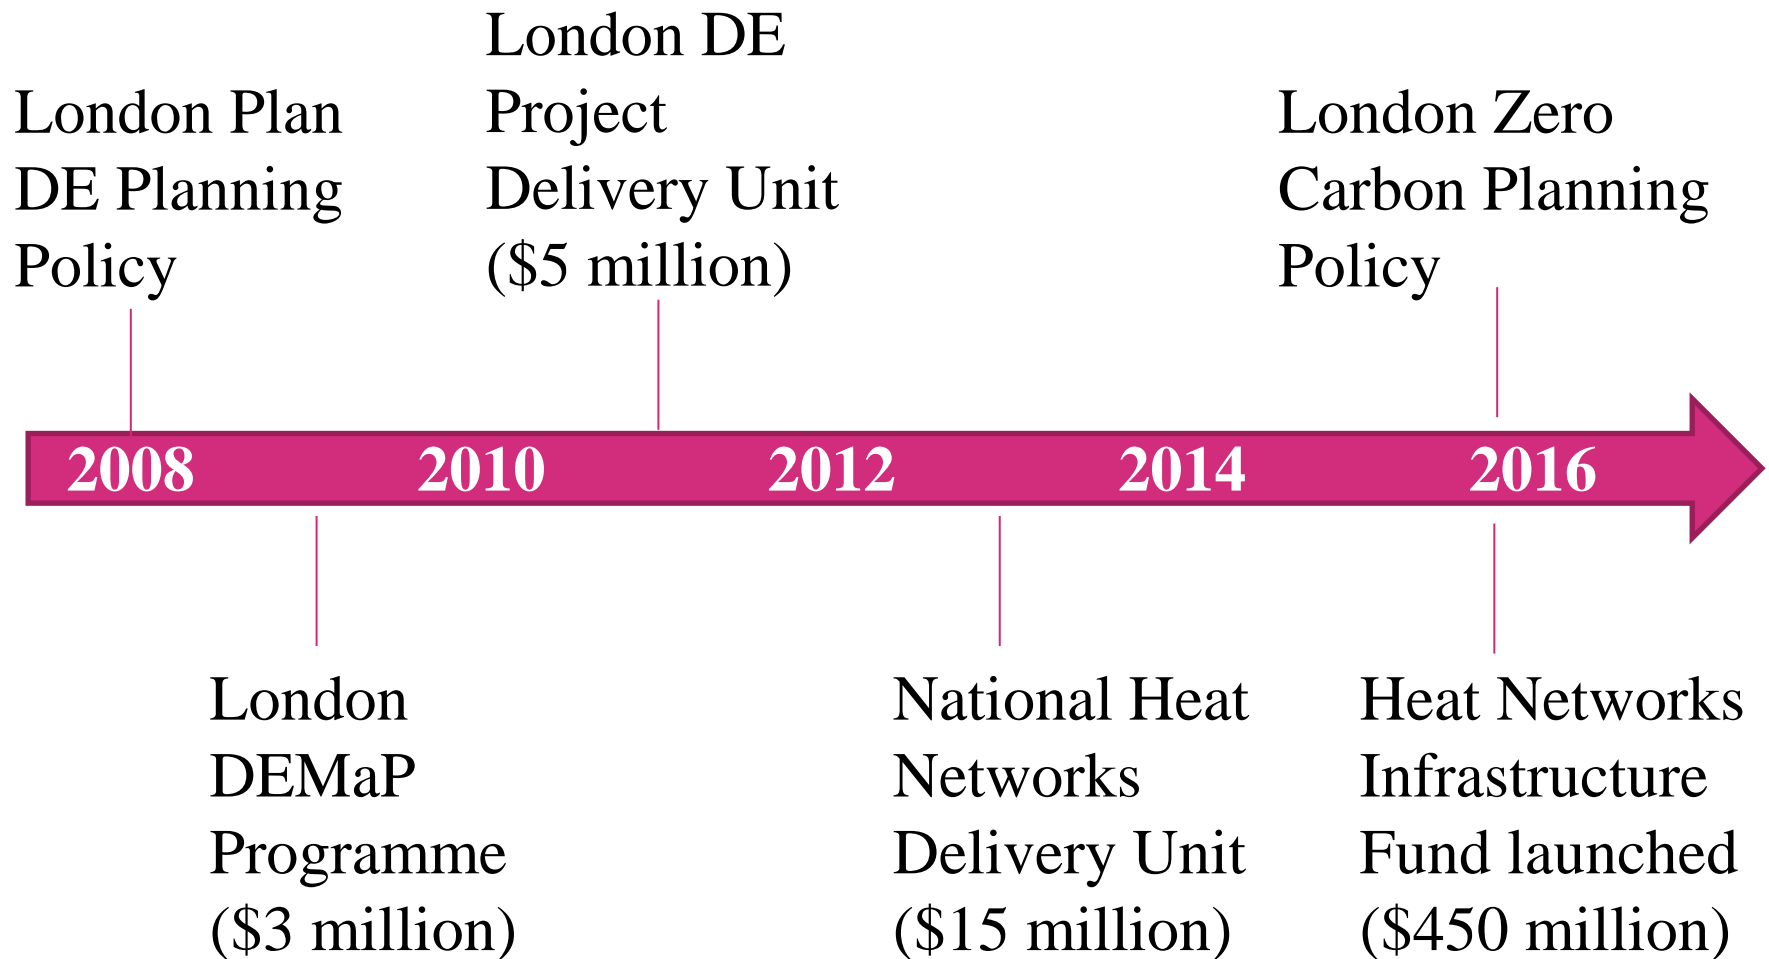 London Plan
DE Planning
Policy
London DE
Project
Delivery Unit
($5 million)
London Zero
Carbon Planning
Policy
2008 2010 2012 2014 2016
London
DEMaP
Programme
($3 million)
National Heat
Networks
Delivery Unit
($15 million)
Heat Networks
Infrastructure
Fund launched
($450 million)